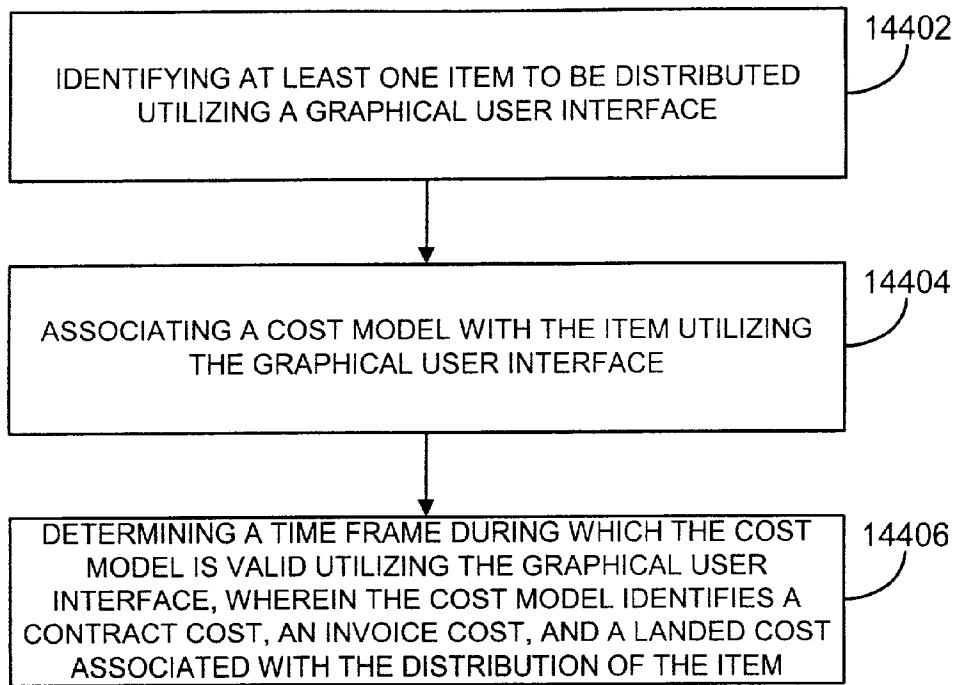 14402
IDENTIFYING AT LEAST ONE ITEM TO BE DISTRIBUTED
UTILIZING A GRAPHICAL USER INTERFACE
14404
ASSOCIATING A COST MODEL WITH THE ITEM UTILIZING
THE GRAPHICAL USER INTERFACE
14406
DETERMINING A TIME FRAME DURING WHICH THE COST
MODEL IS VALID UTILIZING THE GRAPHICAL USER
INTERFACE, WHEREIN THE COST MODEL IDENTIFIES A
CONTRACT COST, AN INVOICE COST, AND A LANDED COST
ASSOCIATED WITH THE DISTRIBUTION OF THE ITEM